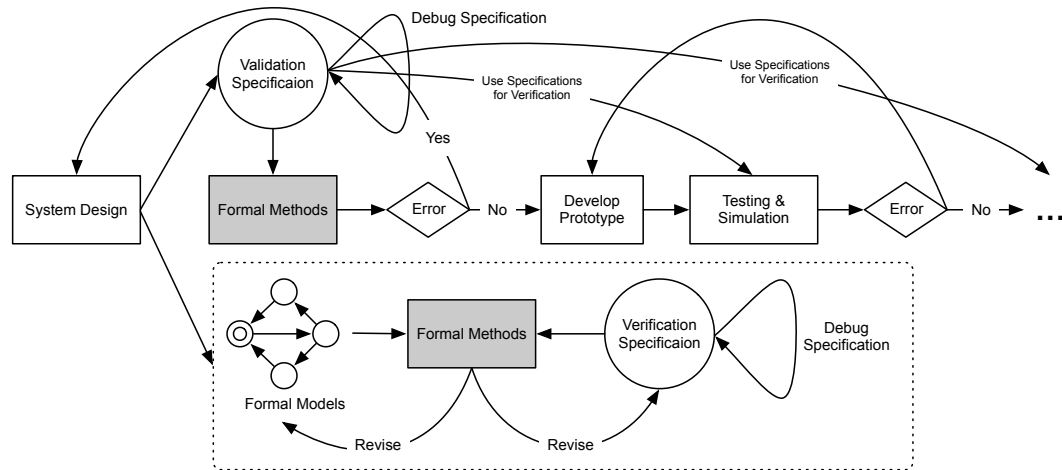 Debug Specification
Validation
Specificaion
Use Specifications
for Verification
Use Specifications
for Verification
Yes
System Design
Formal Methods
Error
No
Develop
Prototype
Testing &
Simulation
Error
No
...
Formal Methods
Verification
Specificaion
Debug
Specification
Formal Models
Revise
Revise